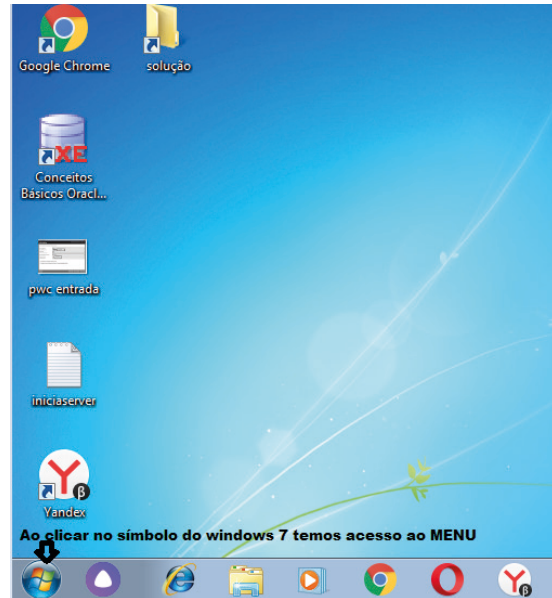 Google Chrome
solução
XE
Conceitos
Básicos Oracl...
pwc entrada
iniciaserver
Yandex
Ao clicar no símbolo do windows 7 temos acesso ao MENU